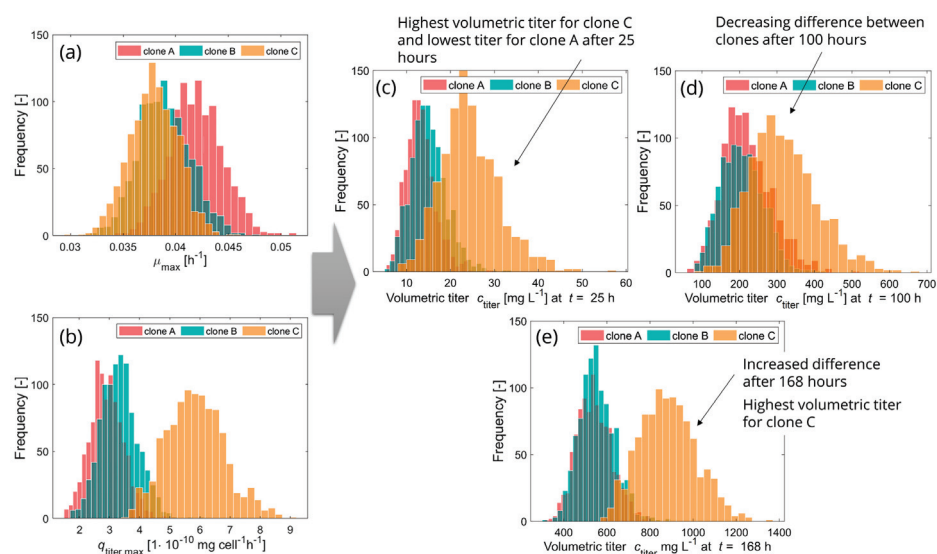 Highest volumetric titer for clone C
and lowest titer for clone A after 25
hours
Decreasing difference between
clones after 100 hours
(a)
clone A clone B clone C
150
100
50
0
Frequency [-]
0.03 0.035 0.04 0.045 0.05
μmax [h-1]
(c)
clone A clone B clone C
150
100
50
0
Frequency [-]
10 20 30 40 50 60
Volumetric titer ctiter [mg L-1] at t = 25 h
(d)
clone A clone B clone C
150
100
50
0
Frequency [-]
100 200 300 400 500 600 700
Volumetric titer ctiter [mg L-1] at t = 100 h
(b)
clone A clone B clone C
150
100
50
0
Frequency [-]
2 3 4 5 6 7 8 9
qtiter max [1· 10-10 mg cell-1h-1]
(e)
clone A clone B clone C
150
100
50
0
Frequency [-]
400 600 800 1000 1200 1400
Volumetric titer ctiter mg L-1] at t = 168 h
Increased difference
after 168 hours
Highest volumetric titer
for clone C